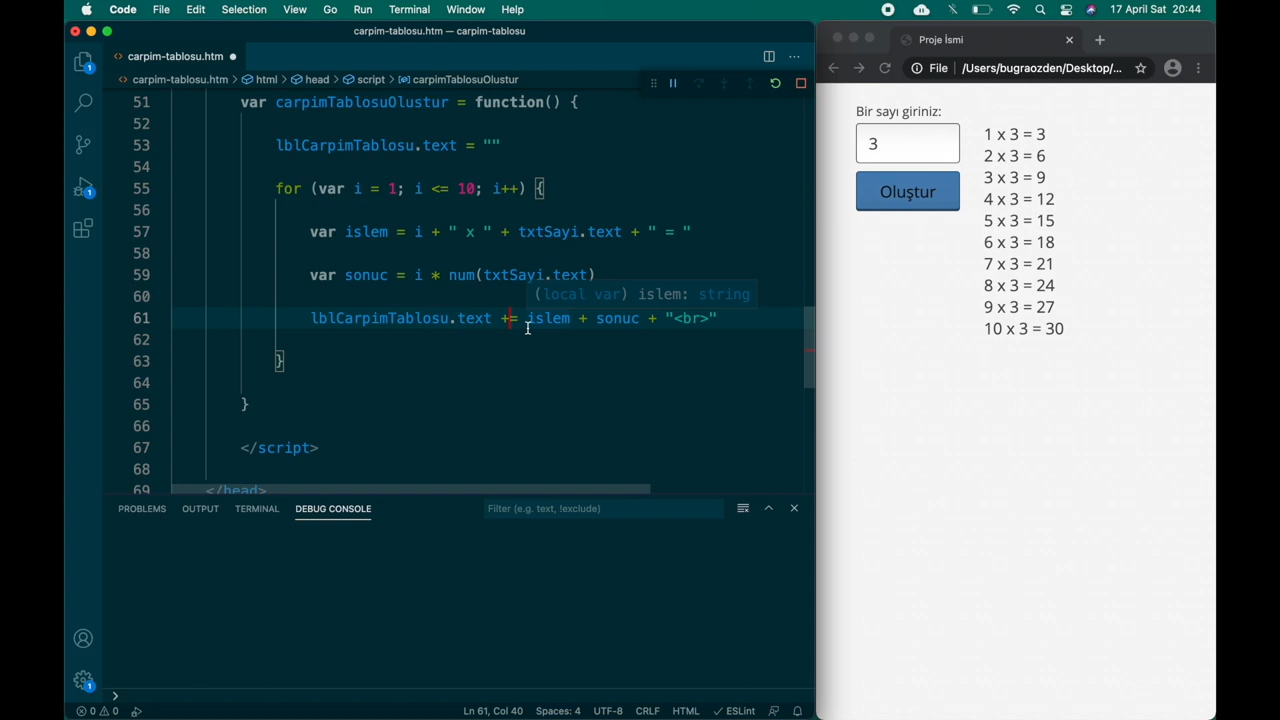 Code File Edit Selection View Go Run Terminal Window Help 17 April Sat 20:44
carpim-tablosu.htm — carpim-tablosu
carpim-tablosu.htm
carpim-tablosu.htm > html > head > script > carpimTablosuOlustur
51 var carpimTablosuOlustur = function() {
52
53 lblCarpimTablosu.text = ""
54
55 for (var i = 1; i <= 10; i++) {
56
57 var islem = i + " x " + txtSayi.text + " = "
58
59 var sonuc = i * num(txtSayi.text)
60
(local var) islem: string
61 lblCarpimTablosu.text += islem + sonuc + "<br>"
62
63 }
64
65 }
66
67 </script>
68
69 </head>
PROBLEMS OUTPUT TERMINAL DEBUG CONSOLE Filter (e.g. text, !exclude)
1
1
1
>
0 0 Ln 61, Col 40 Spaces: 4 UTF-8 CRLF HTML ESLint
Proje İsmi
File /Users/bugraozden/Desktop/...
Bir sayı giriniz:
3
Oluştur
1 x 3 = 3
2 x 3 = 6
3 x 3 = 9
4 x 3 = 12
5 x 3 = 15
6 x 3 = 18
7 x 3 = 21
8 x 3 = 24
9 x 3 = 27
10 x 3 = 30